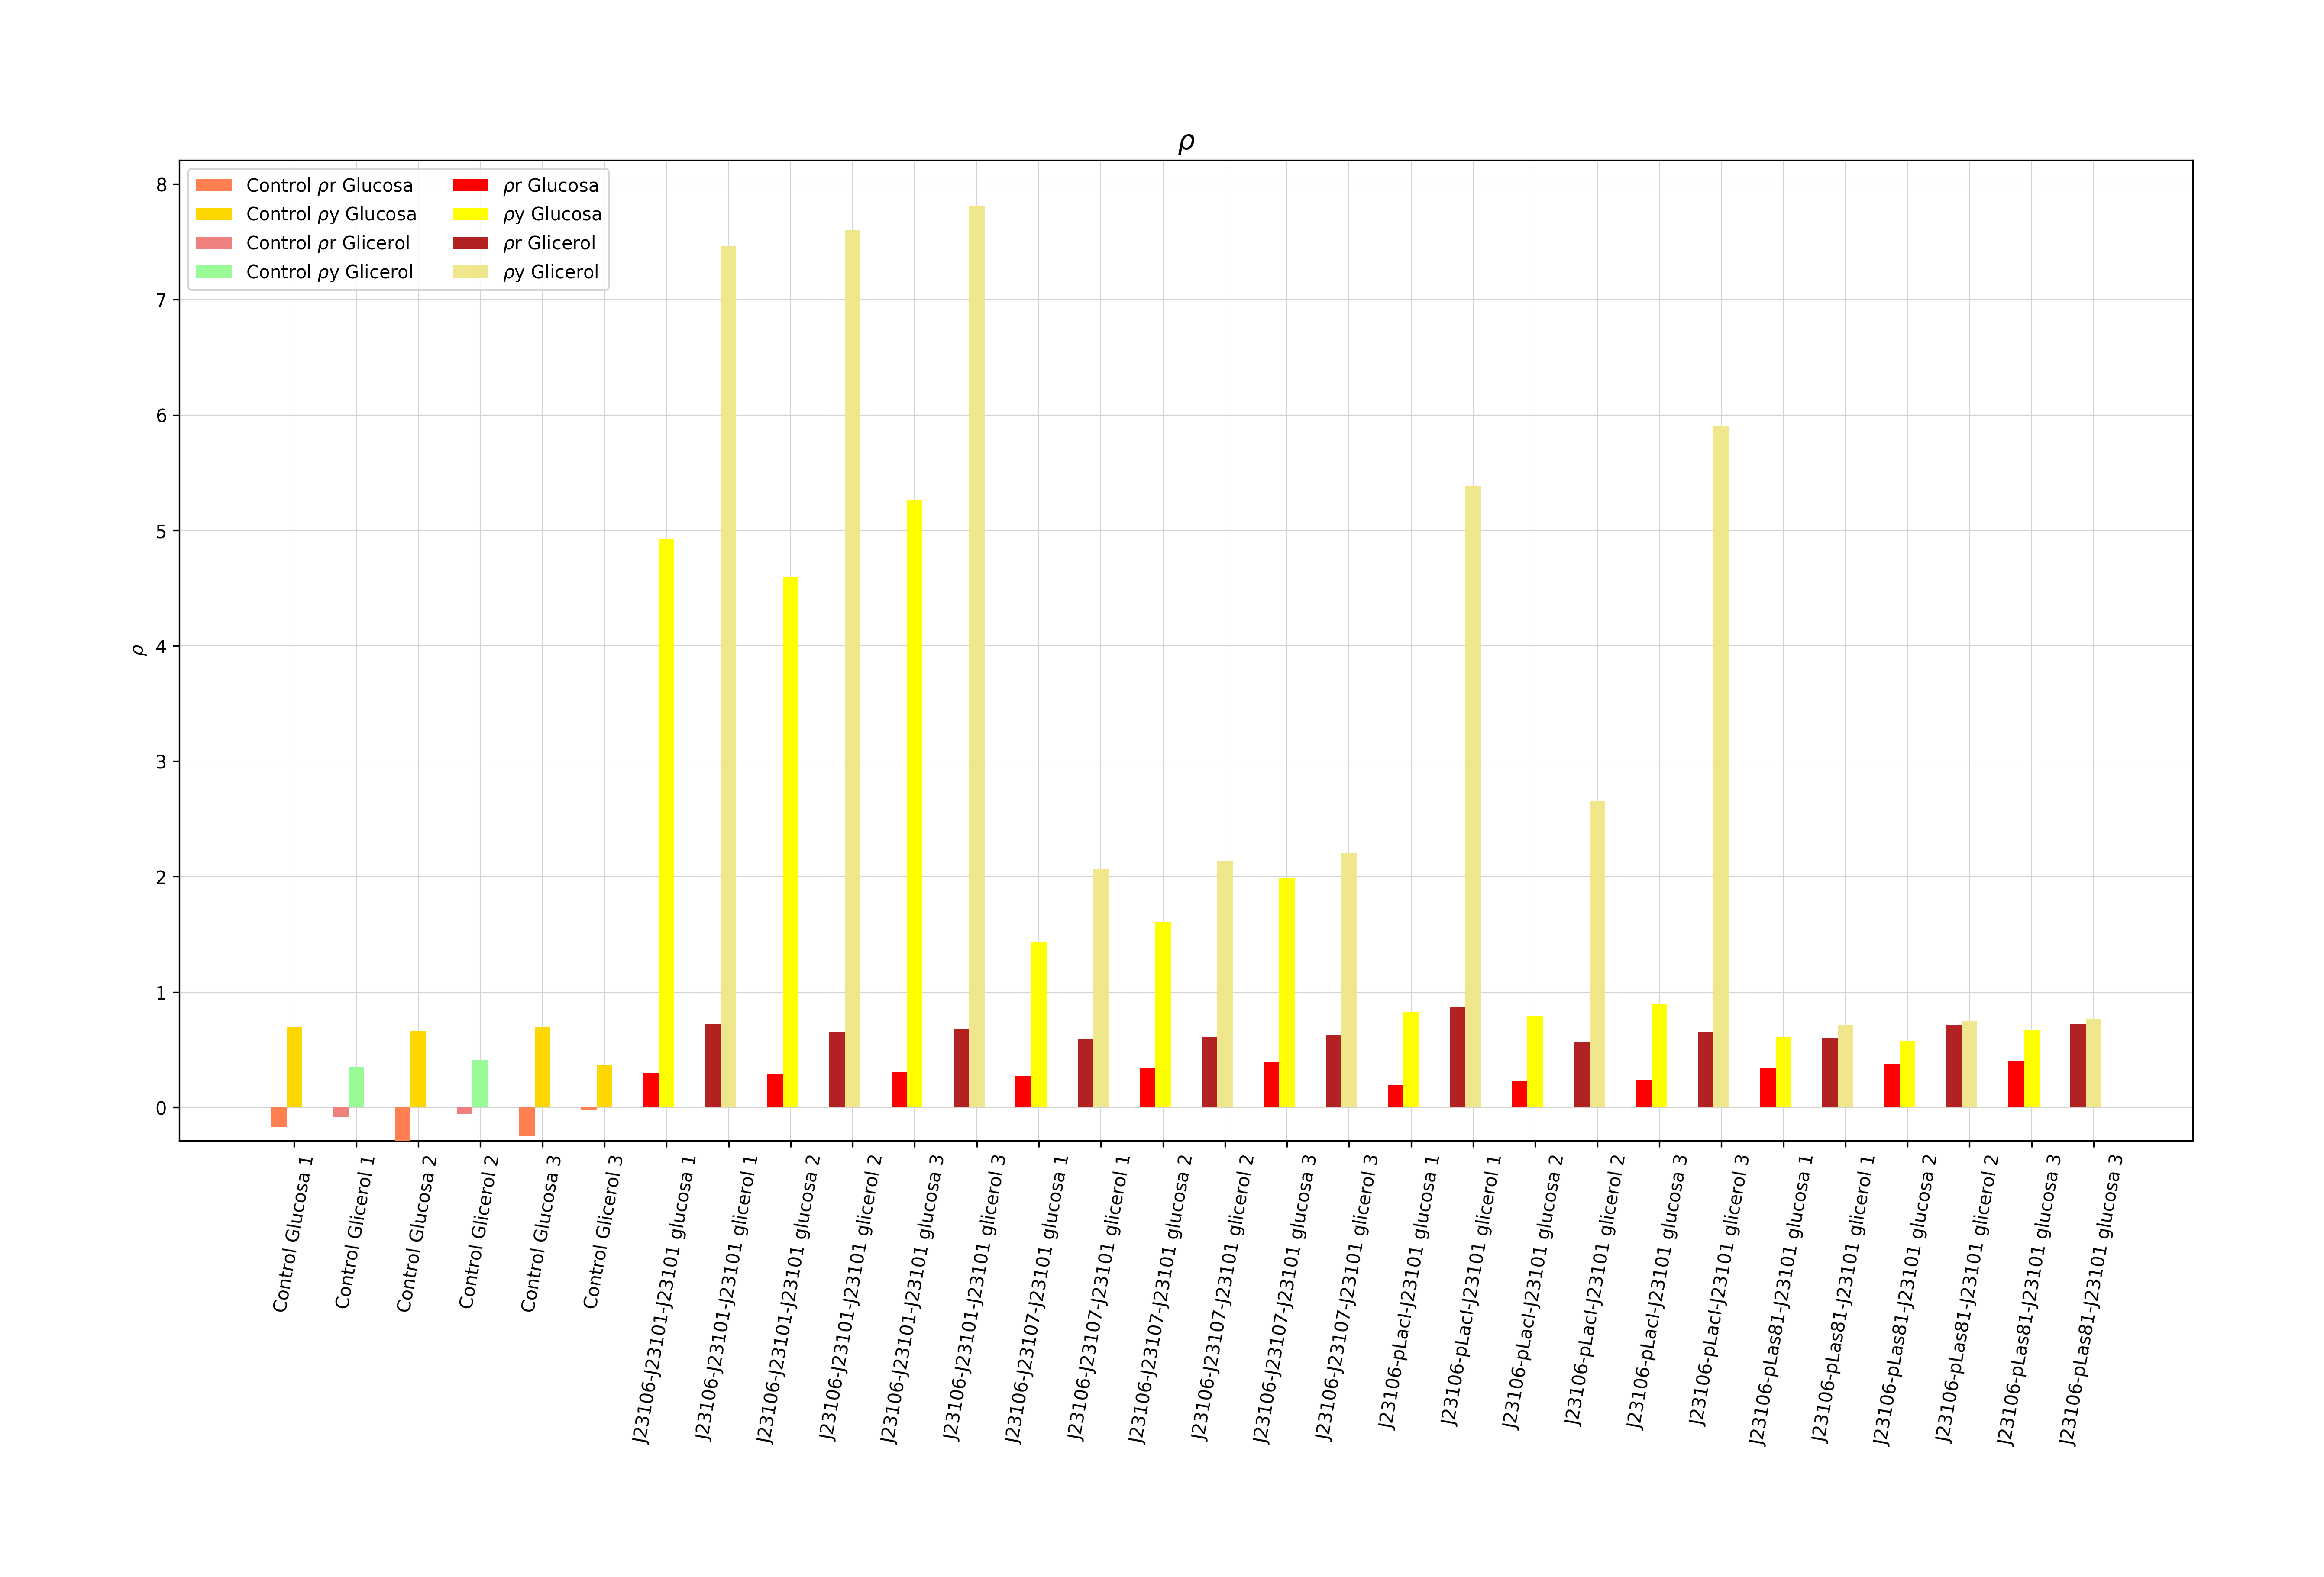 ρ
Control ρr Glucosa
Control ρy Glucosa
Control ρr Glicerol
Control ρy Glicerol
ρr Glucosa
ρy Glucosa
ρr Glicerol
ρy Glicerol
ρ
8
7
6
5
4
3
2
1
0
Control Glucosa 1
Control Glicerol 1
Control Glucosa 2
Control Glicerol 2
Control Glucosa 3
Control Glicerol 3
J23106-J23101-J23101 glucosa 1
J23106-J23101-J23101 glicerol 1
J23106-J23101-J23101 glucosa 2
J23106-J23101-J23101 glicerol 2
J23106-J23101-J23101 glucosa 3
J23106-J23101-J23101 glicerol 3
J23106-J23107-J23101 glucosa 1
J23106-J23107-J23101 glicerol 1
J23106-J23107-J23101 glucosa 2
J23106-J23107-J23101 glicerol 2
J23106-J23107-J23101 glucosa 3
J23106-J23107-J23101 glicerol 3
J23106-pLacI-J23101 glucosa 1
J23106-pLacI-J23101 glicerol 1
J23106-pLacI-J23101 glucosa 2
J23106-pLacI-J23101 glicerol 2
J23106-pLacI-J23101 glucosa 3
J23106-pLacI-J23101 glicerol 3
J23106-pLas81-J23101 glucosa 1
J23106-pLas81-J23101 glicerol 1
J23106-pLas81-J23101 glucosa 2
J23106-pLas81-J23101 glicerol 2
J23106-pLas81-J23101 glucosa 3
J23106-pLas81-J23101 glucosa 3